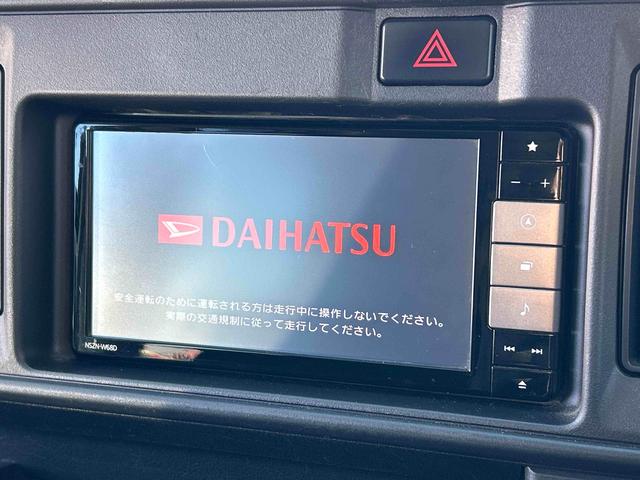 DAIHATSU
安全運転のために運転される方は走行中に操作しないでください。
実際の交通規制に従って走行してください。
NSZN-W68D